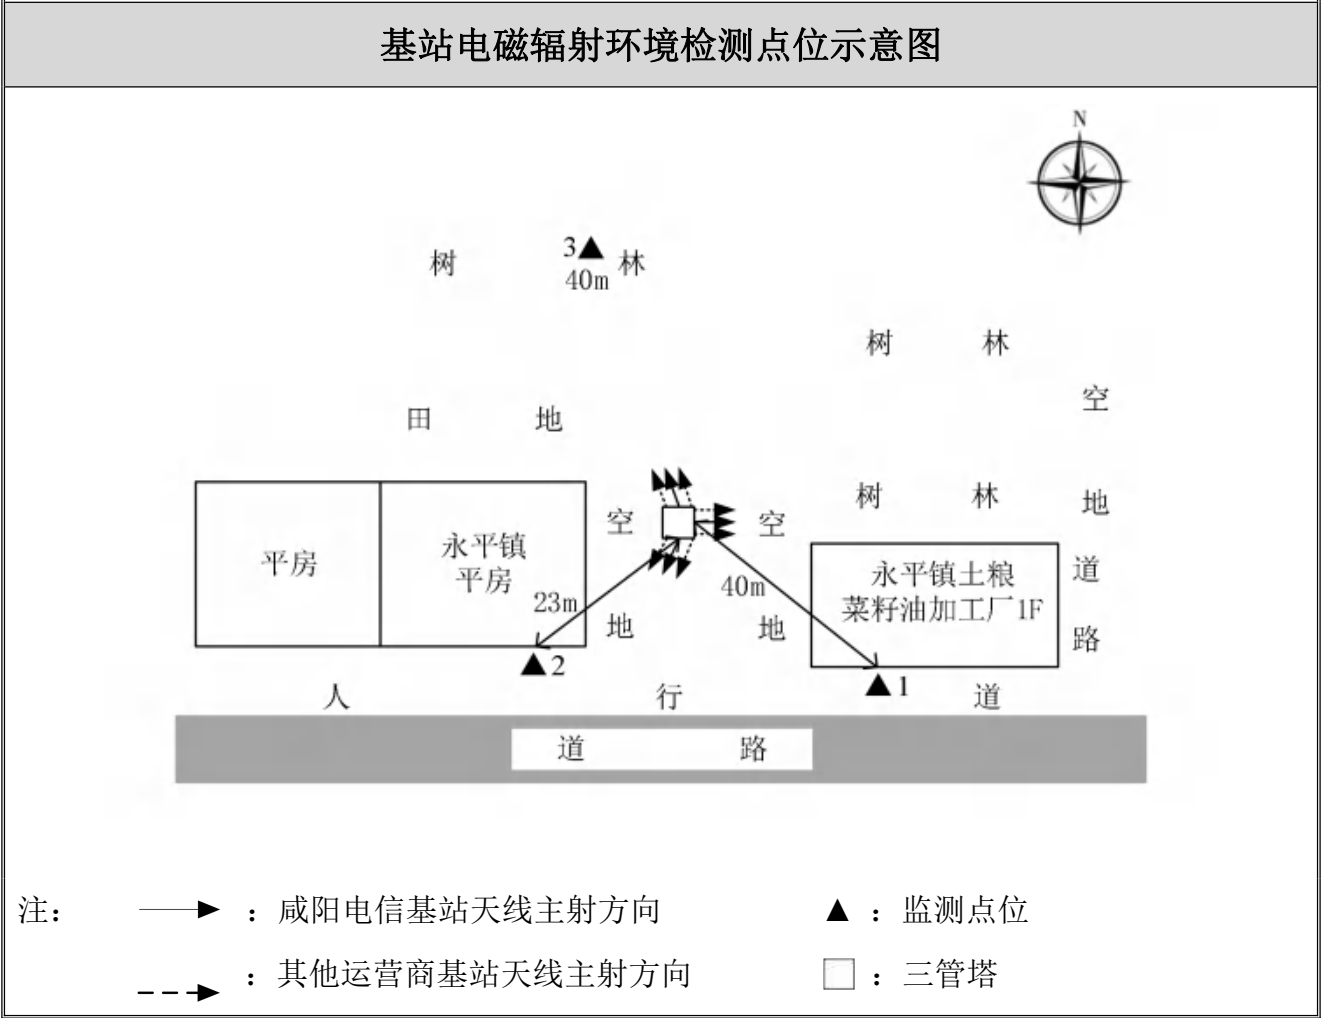 基站电磁辐射环境检测点位示意图
N
3▲
40m
树 林
树 林
空
地
道
路
田 地
树 林
平房
永平镇
平房
空
地
空
地
23m
40m
永平镇土粮
菜籽油加工厂1F
▲2
▲1
人 行 道
道 路
注：
：咸阳电信基站天线主射方向
▲：监测点位
：其他运营商基站天线主射方向
：三管塔